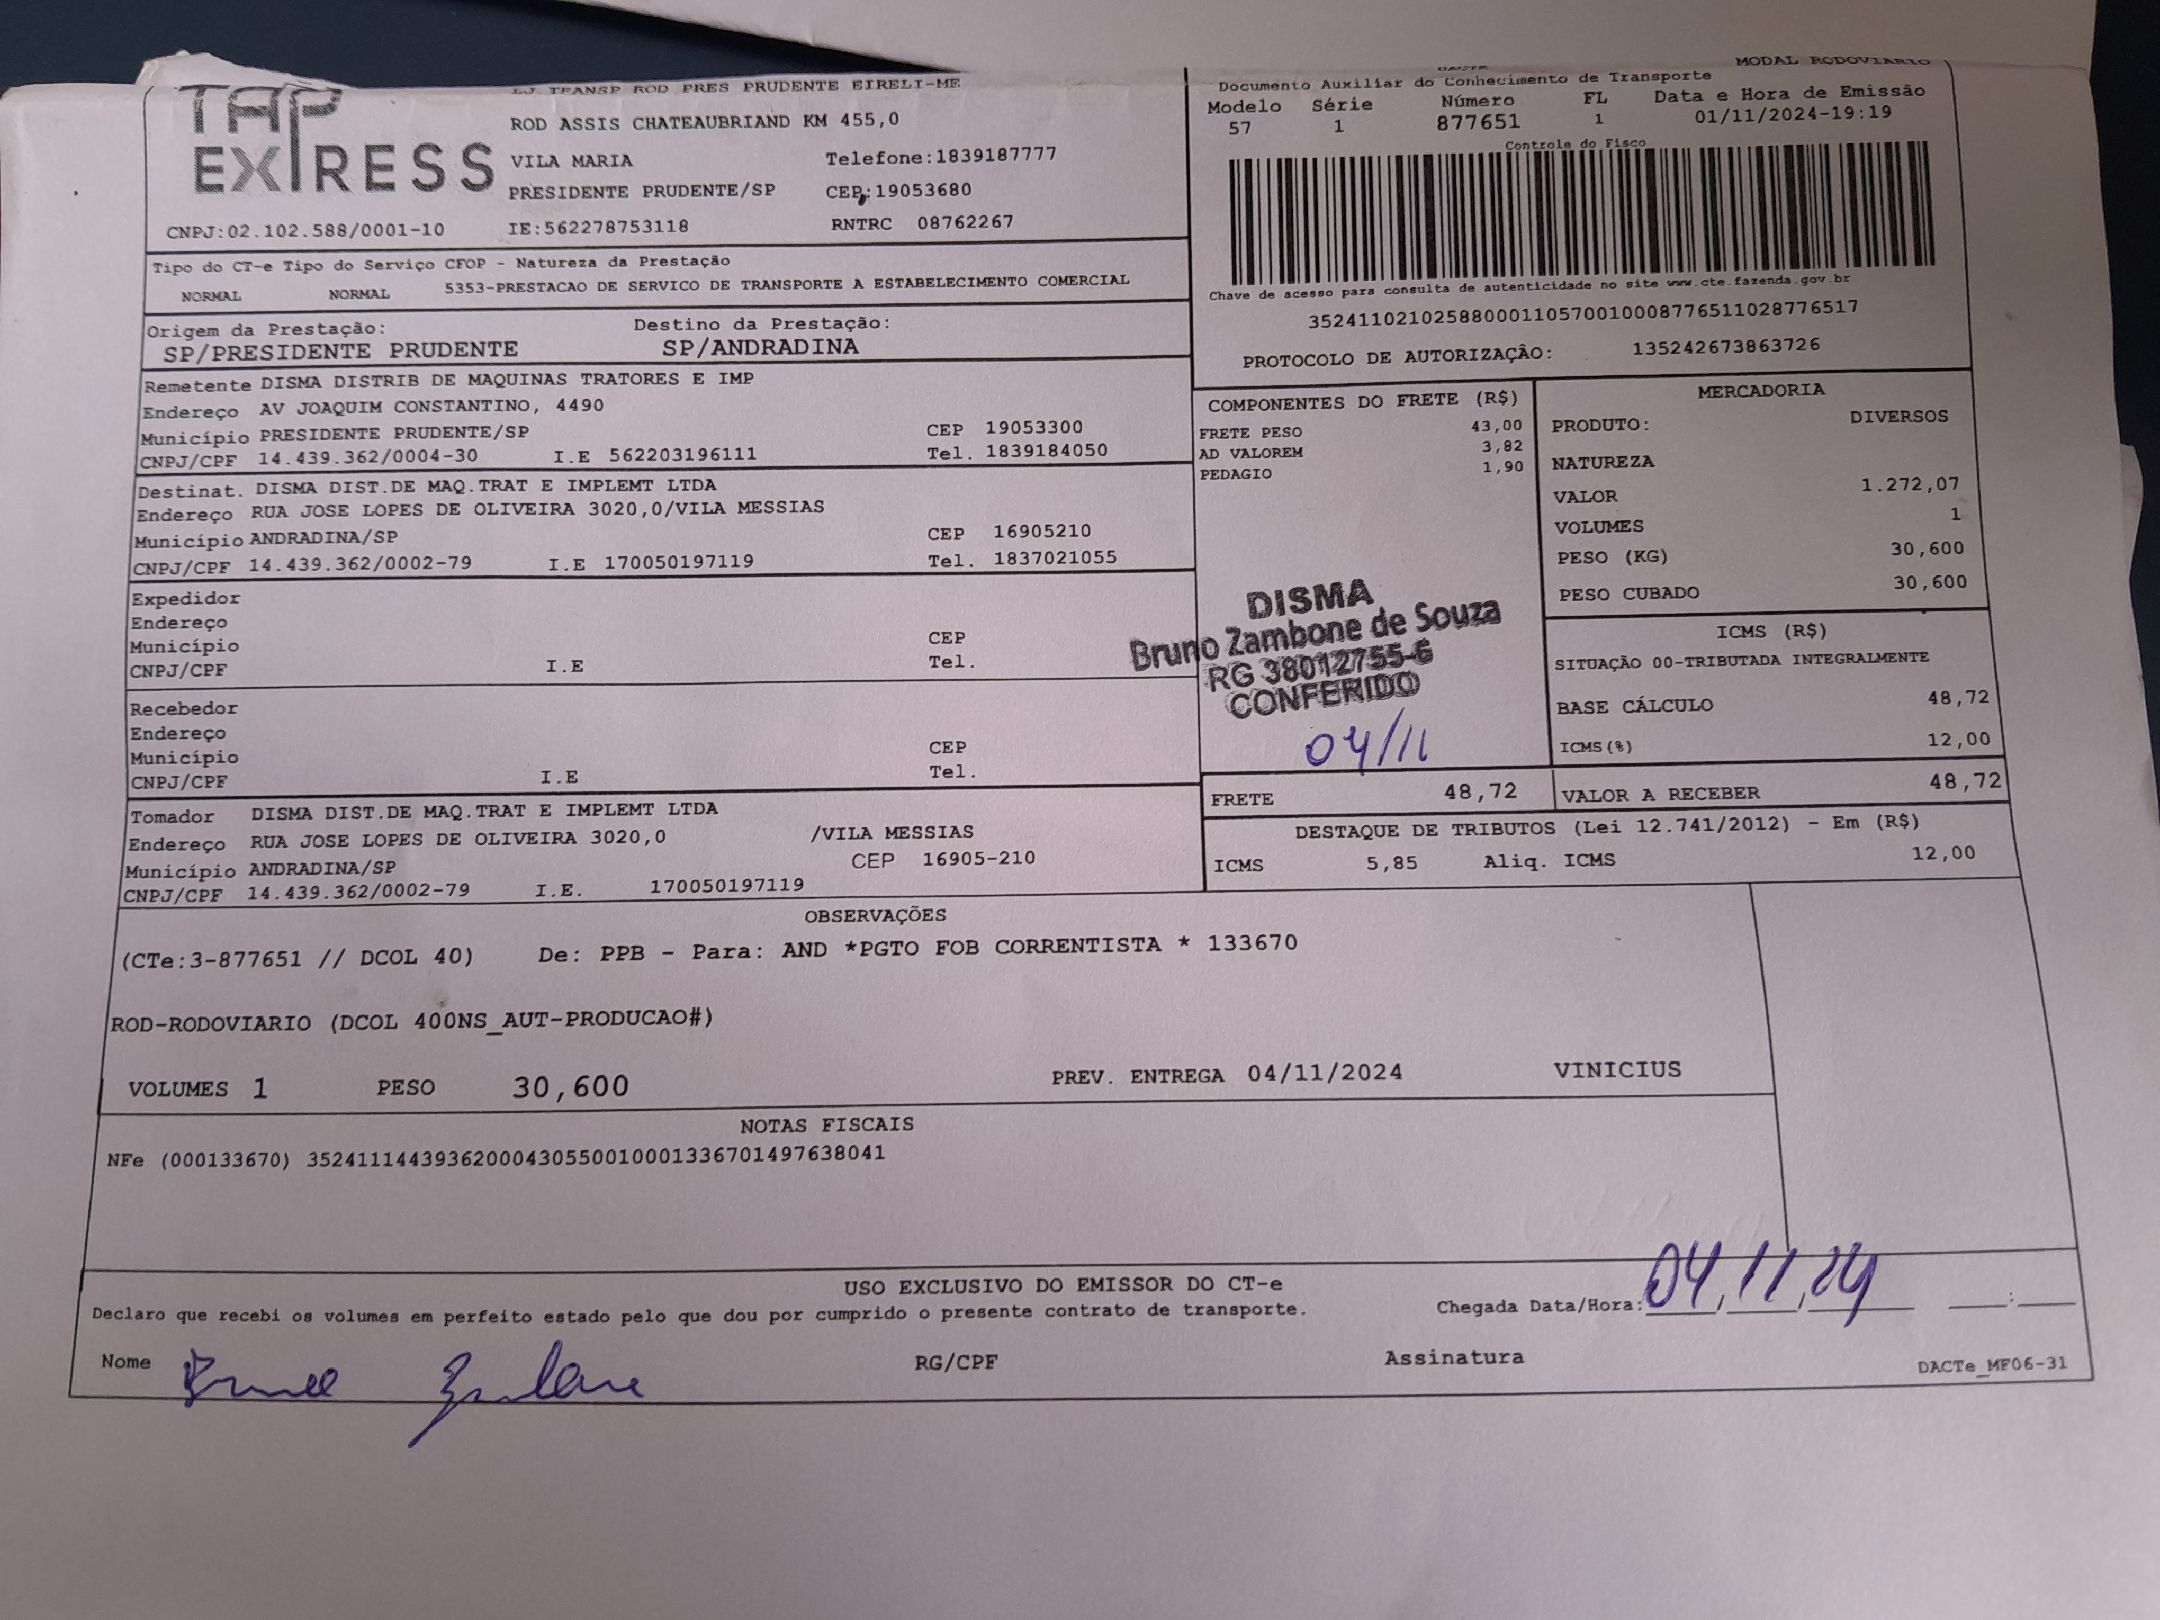 TAP
EXPRESS
LJ TRANSP ROD PRES PRUDENTE EIRELI-ME
ROD ASSIS CHATEAUBRIAND KM 455,0
VILA MARIA Telefone:1839187777
PRESIDENTE PRUDENTE/SP CEP:19053680
CNPJ:02.102.588/0001-10 IE:562278753118 RNTRC 08762267
MODAL RODOVIARIO
Documento Auxiliar do Conhecimento de Transporte
Modelo Série Número FL Data e Hora de Emissão
57 1 877651 1 01/11/2024-19:19
Controle do Fisco
Chave de acesso para consulta de autenticidade no site www.cte.fazenda.gov.br
35241102102588000110570010008776511028776517
PROTOCOLO DE AUTORIZAÇÃO: 135242673863726
Tipo do CT-e Tipo do Serviço CFOP - Natureza da Prestação
NORMAL NORMAL 5353-PRESTACAO DE SERVICO DE TRANSPORTE A ESTABELECIMENTO COMERCIAL
Origem da Prestação: Destino da Prestação:
SP/PRESIDENTE PRUDENTE SP/ANDRADINA
Remetente DISMA DISTRIB DE MAQUINAS TRATORES E IMP
Endereço AV JOAQUIM CONSTANTINO, 4490
Município PRESIDENTE PRUDENTE/SP CEP 19053300
CNPJ/CPF 14.439.362/0004-30 I.E 562203196111 Tel. 1839184050
Destinat. DISMA DIST.DE MAQ.TRAT E IMPLEMT LTDA
Endereço RUA JOSE LOPES DE OLIVEIRA 3020,0/VILA MESSIAS
Município ANDRADINA/SP CEP 16905210
CNPJ/CPF 14.439.362/0002-79 I.E 170050197119 Tel. 1837021055
Expedidor
Endereço
Município CEP
CNPJ/CPF I.E Tel.
Recebedor
Endereço
Município CEP
CNPJ/CPF I.E Tel.
Tomador DISMA DIST.DE MAQ.TRAT E IMPLEMT LTDA
Endereço RUA JOSE LOPES DE OLIVEIRA 3020,0 /VILA MESSIAS
Município ANDRADINA/SP CEP 16905-210
CNPJ/CPF 14.439.362/0002-79 I.E. 170050197119
COMPONENTES DO FRETE (R$)
FRETE PESO 43,00
AD VALOREM 3,82
PEDAGIO 1,90
DISMA
Bruno Zambone de Souza
RG 38012755-6
CONFERIDO
04/11
FRETE 48,72
MERCADORIA
PRODUTO: DIVERSOS
NATUREZA
VALOR 1.272,07
VOLUMES 1
PESO (KG) 30,600
PESO CUBADO 30,600
ICMS (R$)
SITUAÇÃO 00-TRIBUTADA INTEGRALMENTE
BASE CÁLCULO 48,72
ICMS(%) 12,00
VALOR A RECEBER 48,72
DESTAQUE DE TRIBUTOS (Lei 12.741/2012) - Em (R$)
ICMS 5,85 Aliq. ICMS 12,00
OBSERVAÇÕES
(CTe:3-877651 // DCOL 40) De: PPB - Para: AND *PGTO FOB CORRENTISTA * 133670
ROD-RODOVIARIO (DCOL 400NS_AUT-PRODUCAO#)
VOLUMES 1 PESO 30,600 PREV. ENTREGA 04/11/2024 VINICIUS
NOTAS FISCAIS
NFe (000133670) 35241114439362000430550010001336701497638041
USO EXCLUSIVO DO EMISSOR DO CT-e
Declaro que recebi os volumes em perfeito estado pelo que dou por cumprido o presente contrato de transporte.
Chegada Data/Hora: 04/11/24 :
Nome Bruno Zambone RG/CPF Assinatura
DACTe_MF06-31